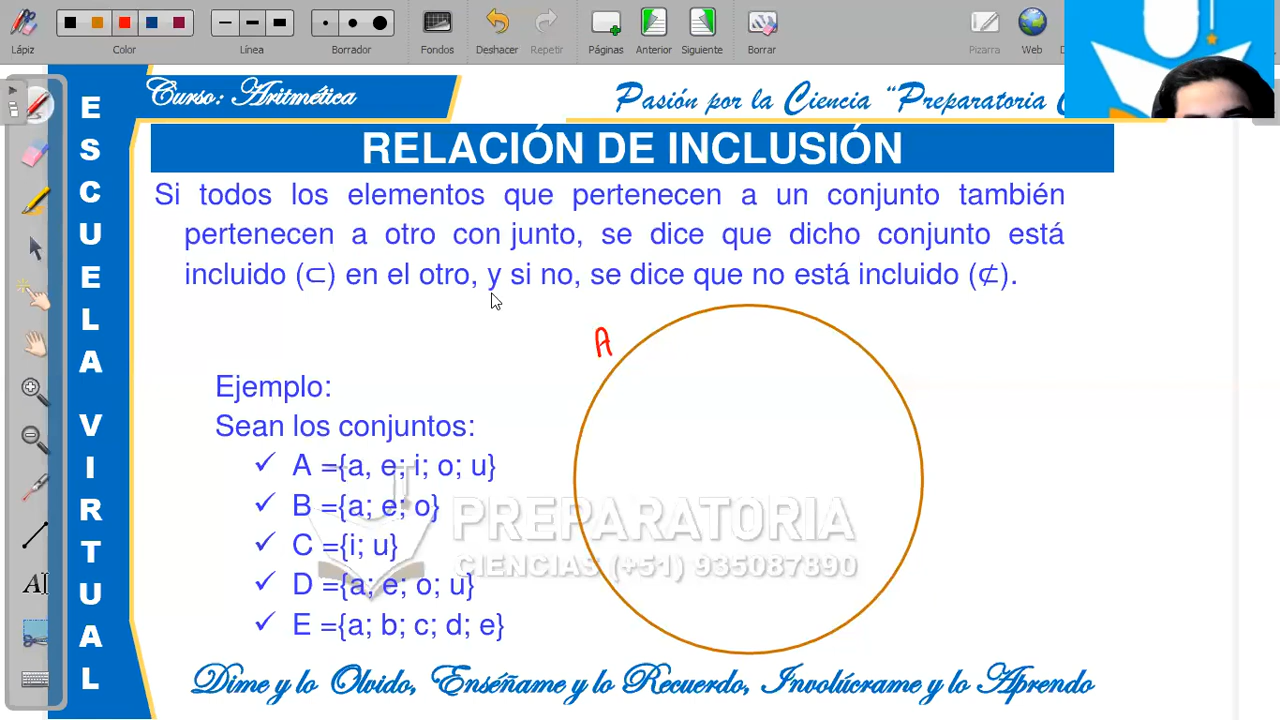 Lápiz
Color
Línea
Borrador
Fondos
Deshacer
Repetir
Páginas
Anterior
Siguiente
Borrar
Pizarra
Web
Curso: Aritmética
Pasión por la Ciencia “Preparatoria
ESCUELA VIRTUAL
RELACIÓN DE INCLUSIÓN
Si todos los elementos que pertenecen a un conjunto también
pertenecen a otro con junto, se dice que dicho conjunto está
incluido (⊂) en el otro, y si no, se dice que no está incluido (⊄).
A
Ejemplo:
Sean los conjuntos:
✓ A ={a, e; i; o; u}
✓ B ={a; e; o}
✓ C ={i; u}
✓ D ={a; e; o; u}
✓ E ={a; b; c; d; e}
PREPARATORIA
CIENCIAS (+51) 935087890
Dime y lo Olvido, Enséñame y lo Recuerdo, Involúcrame y lo Aprendo